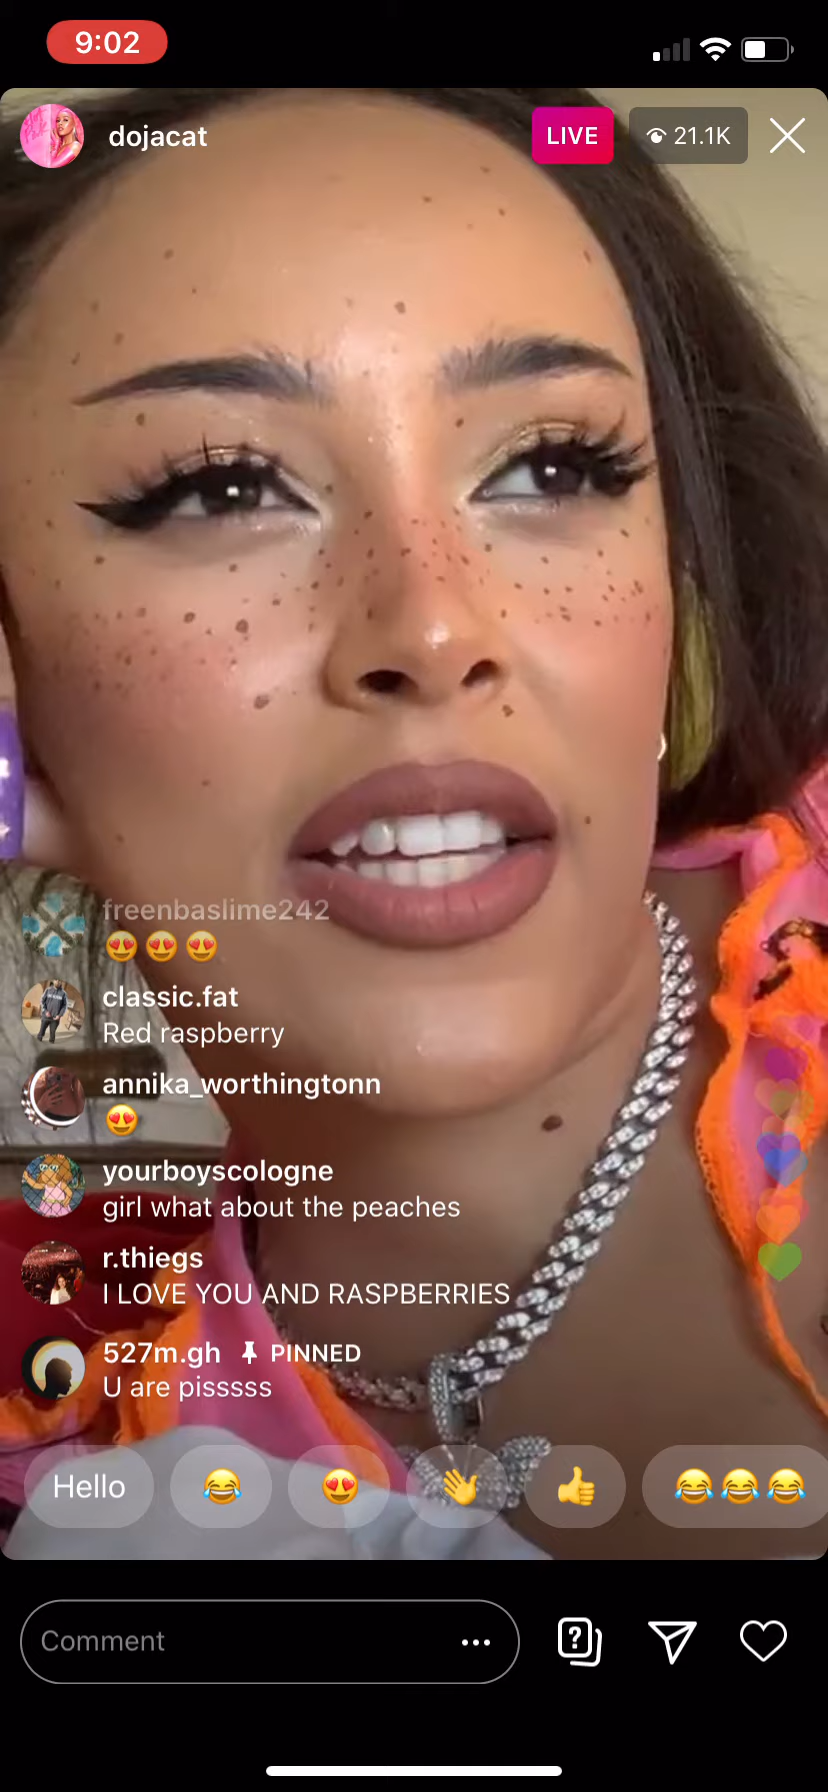 9:02
dojacat
LIVE
21.1K
freenbaslime242
😍😍😍
classic.fat
Red raspberry
annika_worthingtonn
😍
yourboyscologne
girl what about the peaches
r.thiegs
I LOVE YOU AND RASPBERRIES
527m.gh PINNED
U are pisssss
Hello 😂 😍 👋 👍 😂😂😂
Comment